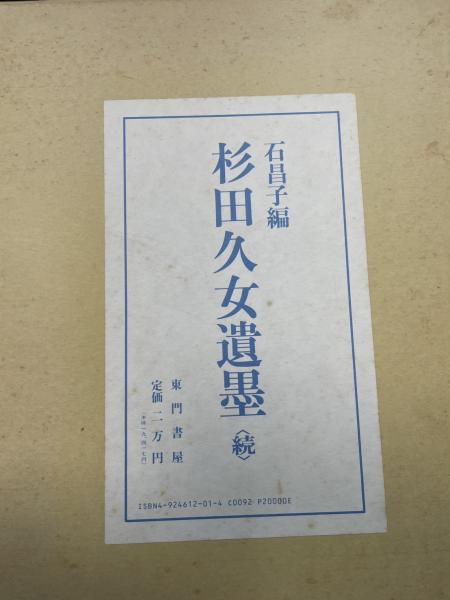 石昌子編
杉田久女遺墨
〈続〉
東門書屋
定価二万円
ISBN4-924612-01-4 C0092 P20000E